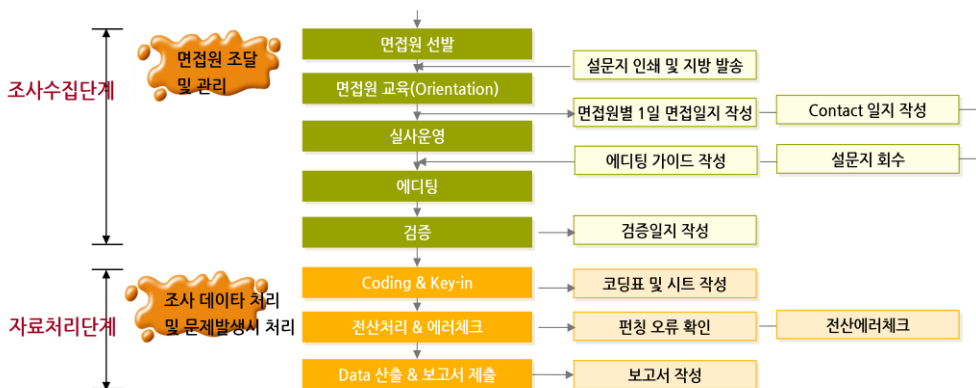 면접원 선발
면접원 조달
및 관리
설문지 인쇄 및 지방 발송
조사수집단계
면접원 교육(Orientation)
면접원별 1일 면접일지 작성
Contact 일지 작성
실사운영
에디팅 가이드 작성
설문지 회수
에디팅
검증
검증일지 작성
Coding & Key-in
코딩표 및 시트 작성
조사 데이타 처리
및 문제발생시 처리
자료처리단계
전산처리 & 에러체크
펀칭 오류 확인
전산에러체크
Data 산출 & 보고서 제출
보고서 작성